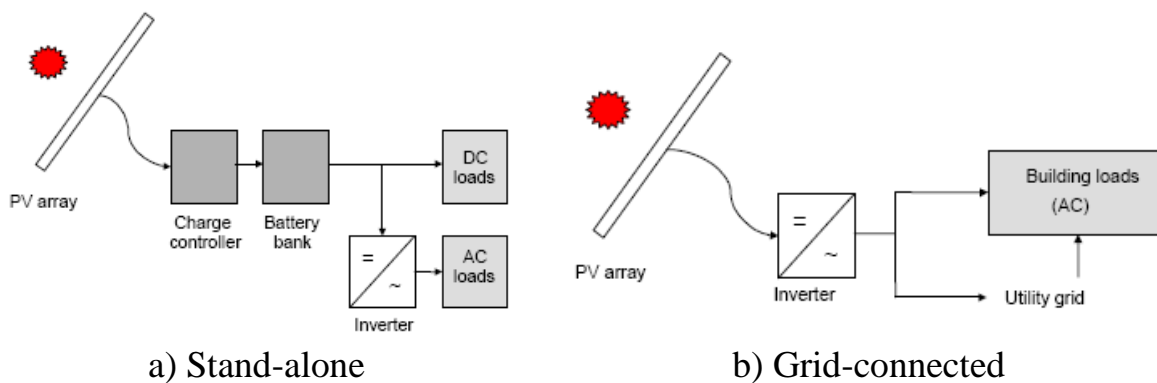 PV array
Charge
controller
Battery
bank
DC
loads
=
~
Inverter
AC
loads
a) Stand-alone
PV array
=
~
Inverter
Building loads
(AC)
Utility grid
b) Grid-connected